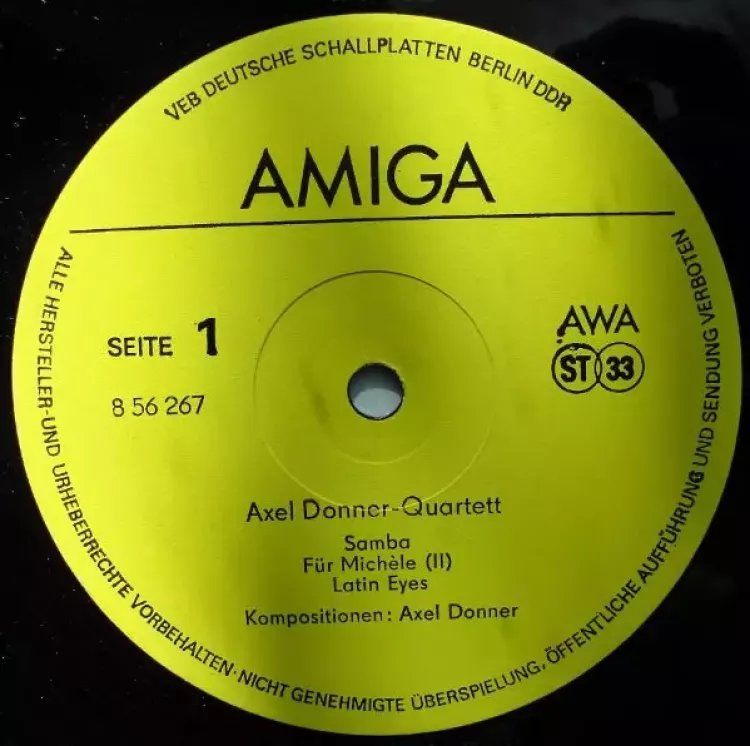 VEB DEUTSCHE SCHALLPLATTEN BERLIN DDR
AMIGA
SEITE 1
8 56 267
AWA
ST 33
Axel Donner-Quartett
Samba
Für Michèle (II)
Latin Eyes
Kompositionen: Axel Donner
ALLE HERSTELLER- UND URHEBERRECHTE VORBEHALTEN · NICHT GENEHMIGTE ÜBERSPIELUNG, ÖFFENTLICHE AUFFÜHRUNG UND SENDUNG VERBOTEN